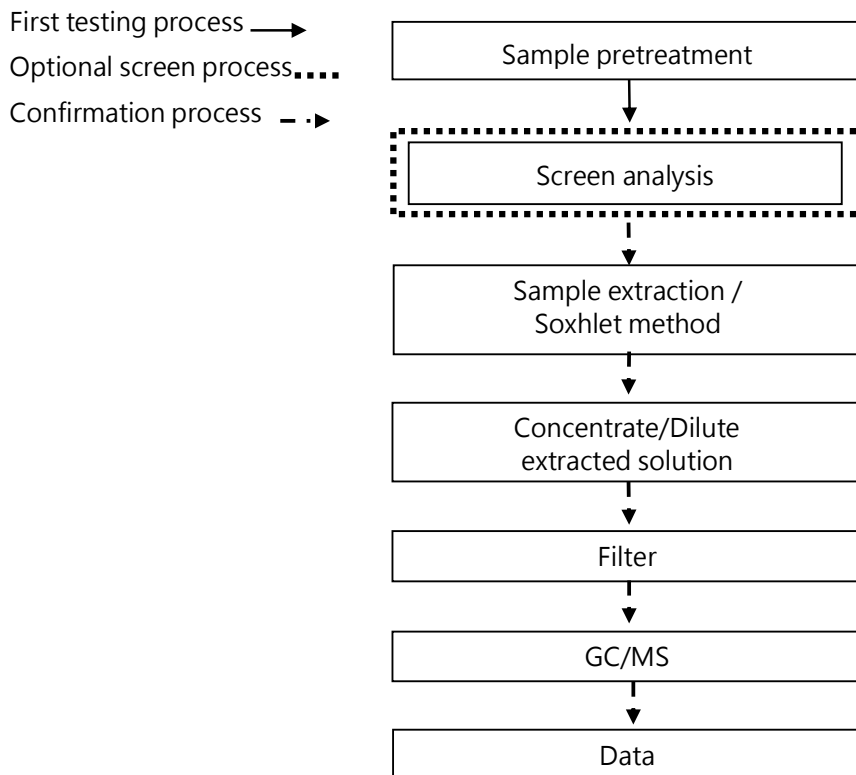 First testing process
Optional screen process
Confirmation process
Sample pretreatment
Screen analysis
Sample extraction /
Soxhlet method
Concentrate/Dilute
extracted solution
Filter
GC/MS
Data